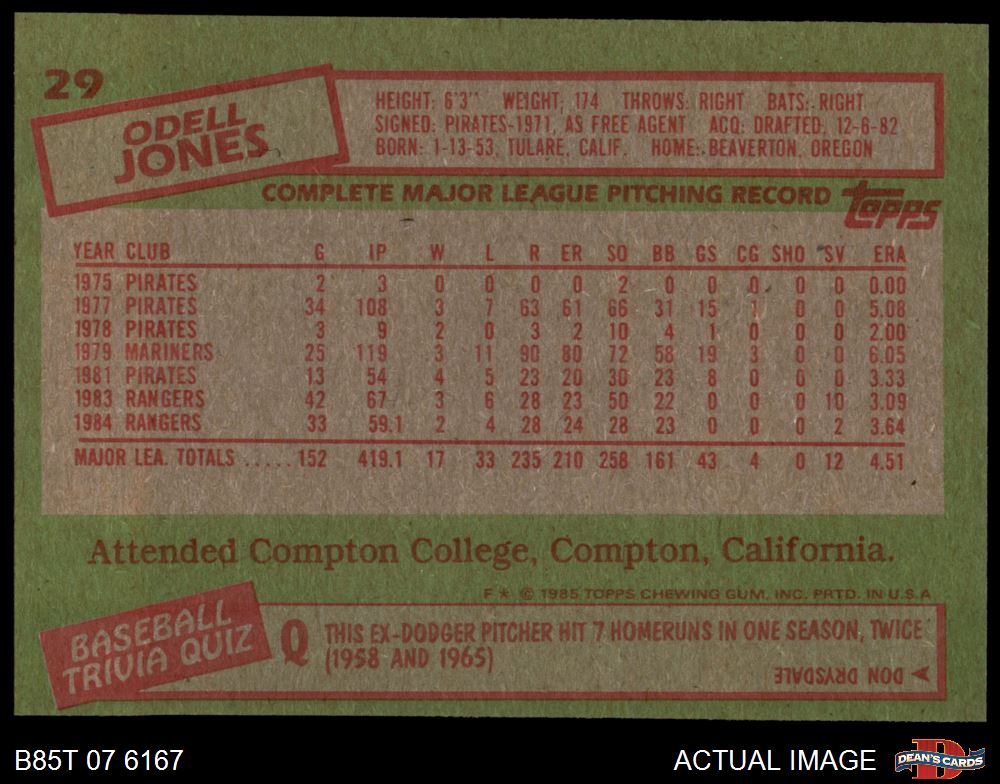 29
ODELL
JONES
HEIGHT: 6'3" WEIGHT: 174 THROWS: RIGHT BATS: RIGHT
SIGNED: PIRATES-1971, AS FREE AGENT ACQ: DRAFTED, 12-6-82
BORN: 1-13-53, TULARE, CALIF. HOME: BEAVERTON, OREGON
COMPLETE MAJOR LEAGUE PITCHING RECORD topps
YEAR CLUB G IP W L R ER SO BB GS CG SHO SV ERA
1975 PIRATES 2 3 0 0 0 0 2 0 0 0 0 0 0.00
1977 PIRATES 34 108 3 7 63 61 66 31 15 1 0 0 5.08
1978 PIRATES 3 9 2 0 3 2 10 4 1 0 0 0 2.00
1979 MARINERS 25 119 3 11 90 80 72 58 19 3 0 0 6.05
1981 PIRATES 13 54 4 5 23 20 30 23 8 0 0 0 3.33
1983 RANGERS 42 67 3 6 28 23 50 22 0 0 0 10 3.09
1984 RANGERS 33 59.1 2 4 28 24 28 23 0 0 0 2 3.64
MAJOR LEA. TOTALS ..... 152 419.1 17 33 235 210 258 161 43 4 0 12 4.51
Attended Compton College, Compton, California.
F* © 1985 TOPPS CHEWING GUM, INC. PRTD. IN U.S.A
BASEBALL
TRIVIA QUIZ
Q THIS EX-DODGER PITCHER HIT 7 HOMERUNS IN ONE SEASON, TWICE
(1958 AND 1965)
DON DRYSDALE
B85T 07 6167 ACTUAL IMAGE D DEAN'S CARDS